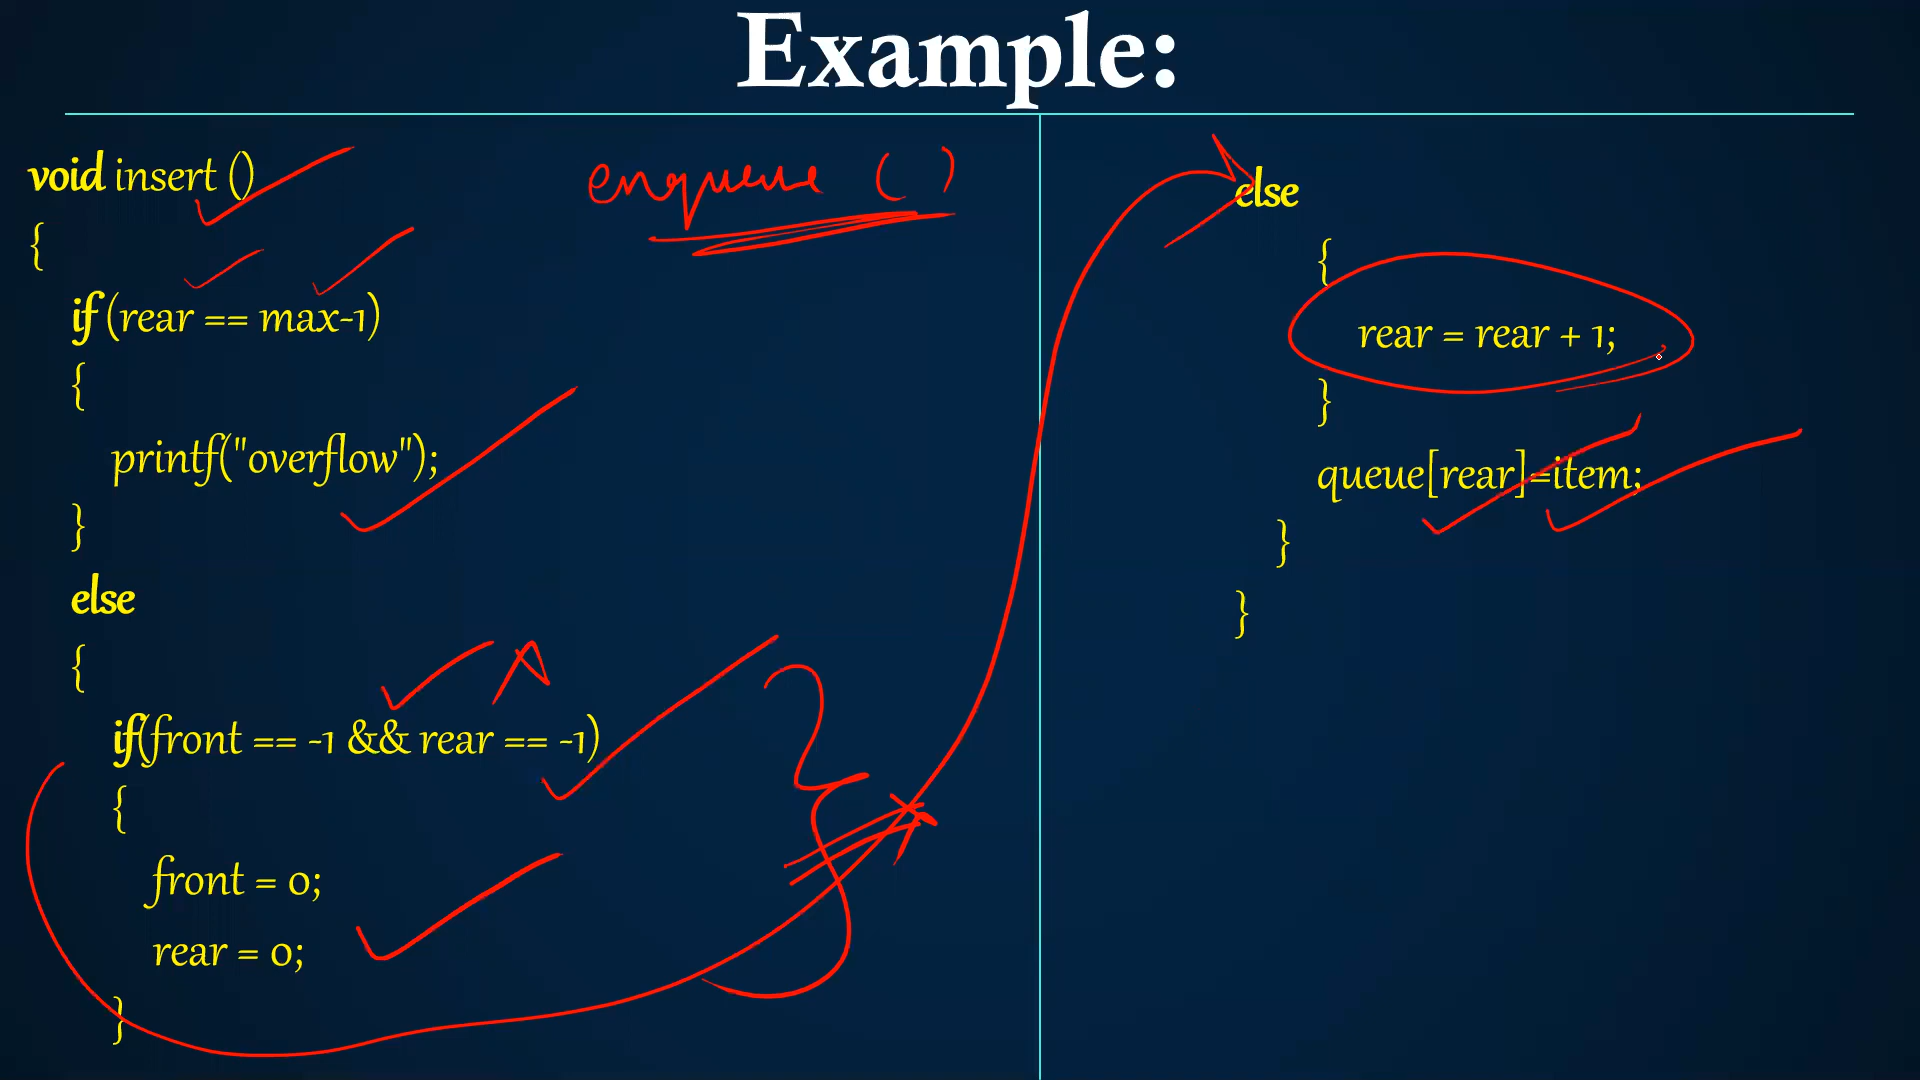 Example:
void insert ()
enqueue ( )
{
if (rear == max-1)
{
printf("overflow");
}
else
{
if(front == -1 && rear == -1)
{
front = 0;
rear = 0;
}
else
{
rear = rear + 1;
}
queue[rear]=item;
}
}